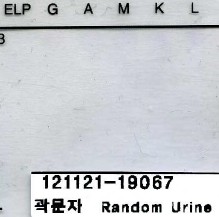 ELP G A M K L
121121-19067
곽문자 Random Urine